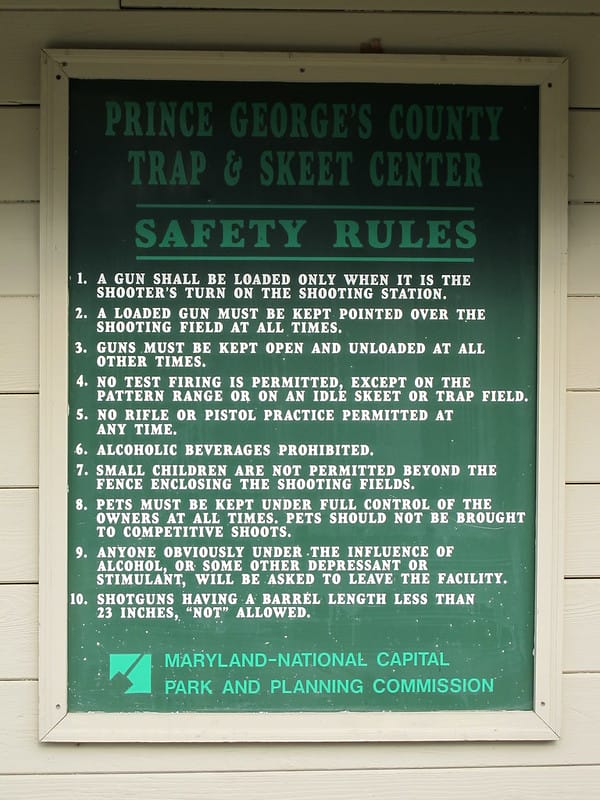 PRINCE GEORGE'S COUNTY
TRAP & SKEET CENTER
SAFETY RULES
1. A GUN SHALL BE LOADED ONLY WHEN IT IS THE
SHOOTER'S TURN ON THE SHOOTING STATION.
2. A LOADED GUN MUST BE KEPT POINTED OVER THE
SHOOTING FIELD AT ALL TIMES.
3. GUNS MUST BE KEPT OPEN AND UNLOADED AT ALL
OTHER TIMES.
4. NO TEST FIRING IS PERMITTED, EXCEPT ON THE
PATTERN RANGE OR ON AN IDLE SKEET OR TRAP FIELD.
5. NO RIFLE OR PISTOL PRACTICE PERMITTED AT
ANY TIME.
6. ALCOHOLIC BEVERAGES PROHIBITED.
7. SMALL CHILDREN ARE NOT PERMITTED BEYOND THE
FENCE ENCLOSING THE SHOOTING FIELDS.
8. PETS MUST BE KEPT UNDER FULL CONTROL OF THE
OWNERS AT ALL TIMES. PETS SHOULD NOT BE BROUGHT
TO COMPETITIVE SHOOTS.
9. ANYONE OBVIOUSLY UNDER THE INFLUENCE OF
ALCOHOL, OR SOME OTHER DEPRESSANT OR
STIMULANT, WILL BE ASKED TO LEAVE THE FACILITY.
10. SHOTGUNS HAVING A BARREL LENGTH LESS THAN
23 INCHES, "NOT" ALLOWED.
MARYLAND-NATIONAL CAPITAL
PARK AND PLANNING COMMISSION